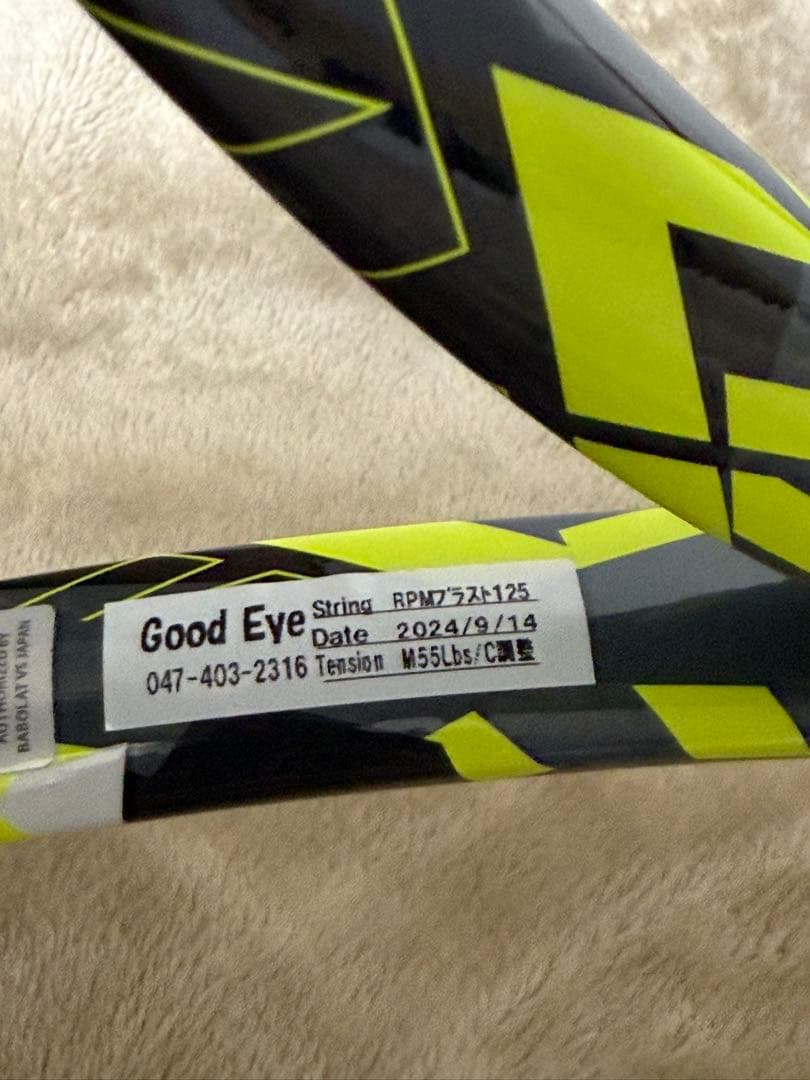 Good Eye
047-403-2316
String RPMブラスト125
Date 2024/9/14
Tension M55Lbs/C調整
AUTHORIZED BY
BABOLAT VS JAPAN